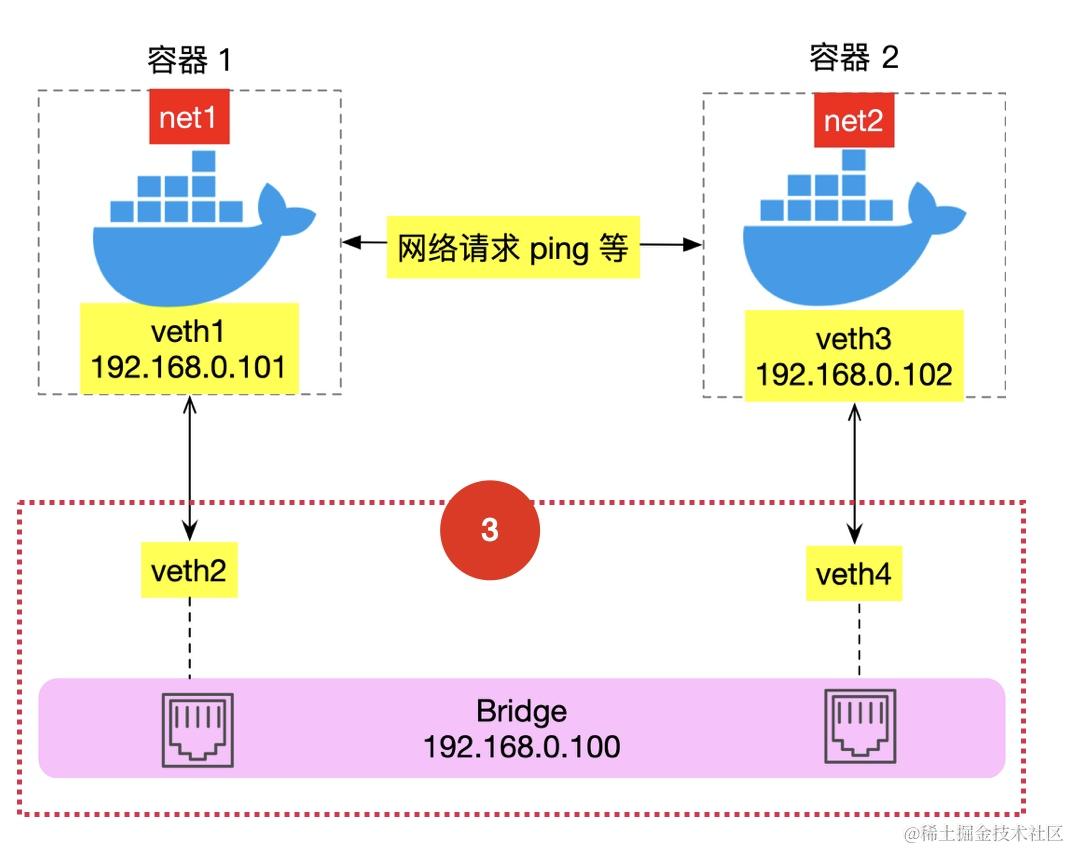 容器 1
容器 2
net1
net2
网络请求 ping 等
veth1
192.168.0.101
veth3
192.168.0.102
3
veth2
veth4
Bridge
192.168.0.100
@稀土掘金技术社区